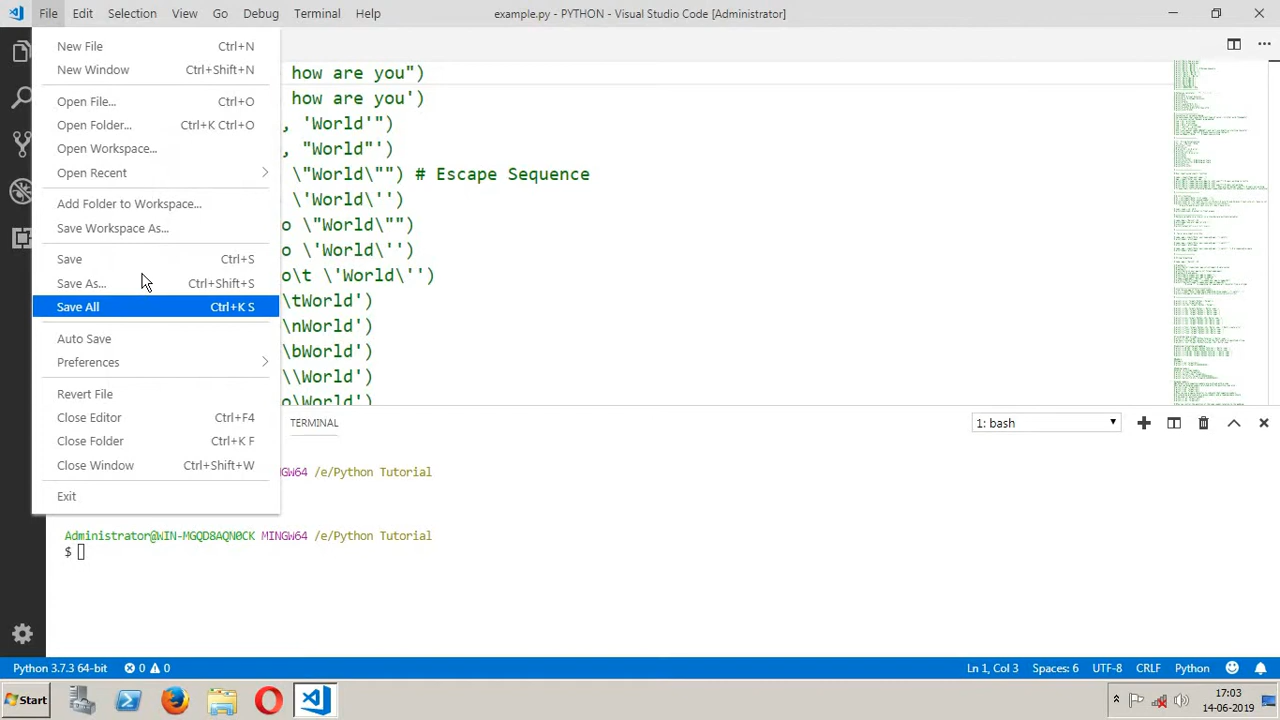 File Edit Selection View Go Debug Terminal Help example.py - PYTHON - Visual Studio Code [Administrator]
New File Ctrl+N
New Window Ctrl+Shift+N
Open File... Ctrl+O
Open Folder... Ctrl+K Ctrl+O
Open Workspace...
Open Recent
Add Folder to Workspace...
Save Workspace As...
Save Ctrl+S
Save As... Ctrl+Shift+S
Save All Ctrl+K S
Auto Save
Preferences
Revert File
Close Editor Ctrl+F4
Close Folder Ctrl+K F
Close Window Ctrl+Shift+W
Exit
how are you")
how are you')
, 'World'")
, "World"')
\"World\"") # Escape Sequence
'World\'')
o \"World\"")
o \'World\'')
o\t \'World\'')
\tWorld')
\nWorld')
\bWorld')
\\World')
o\World')
TERMINAL 1: bash
NGW64 /e/Python Tutorial
Administrator@WIN-MGQD8AQN0CK MINGW64 /e/Python Tutorial
$
Python 3.7.3 64-bit 0 0 Ln 1, Col 3 Spaces: 6 UTF-8 CRLF Python
Start 17:03
14-06-2019